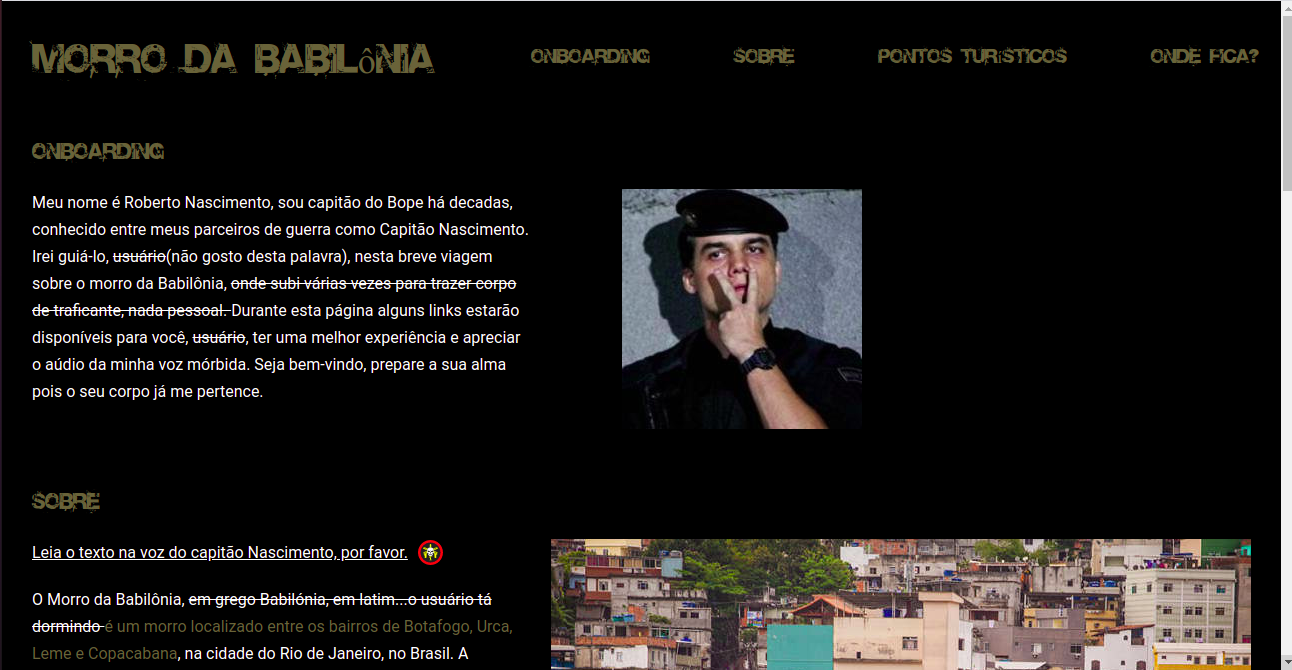 MORRO DA BABILôNIA
ONBOARDING
SOBRE
PONTOS TURíSTICOS
ONDE FICA?
ONBOARDING
Meu nome é Roberto Nascimento, sou capitão do Bope há decadas,
conhecido entre meus parceiros de guerra como Capitão Nascimento.
Irei guiá-lo, usuário(não gosto desta palavra), nesta breve viagem
sobre o morro da Babilônia, onde subi várias vezes para trazer corpo
de traficante, nada pessoal. Durante esta página alguns links estarão
disponíveis para você, usuário, ter uma melhor experiência e apreciar
o aúdio da minha voz mórbida. Seja bem-vindo, prepare a sua alma
pois o seu corpo já me pertence.
SOBRE
Leia o texto na voz do capitão Nascimento, por favor.
O Morro da Babilônia, em grego Babilónia, em latim...o usuário tá
dormindo é um morro localizado entre os bairros de Botafogo, Urca,
Leme e Copacabana, na cidade do Rio de Janeiro, no Brasil. A